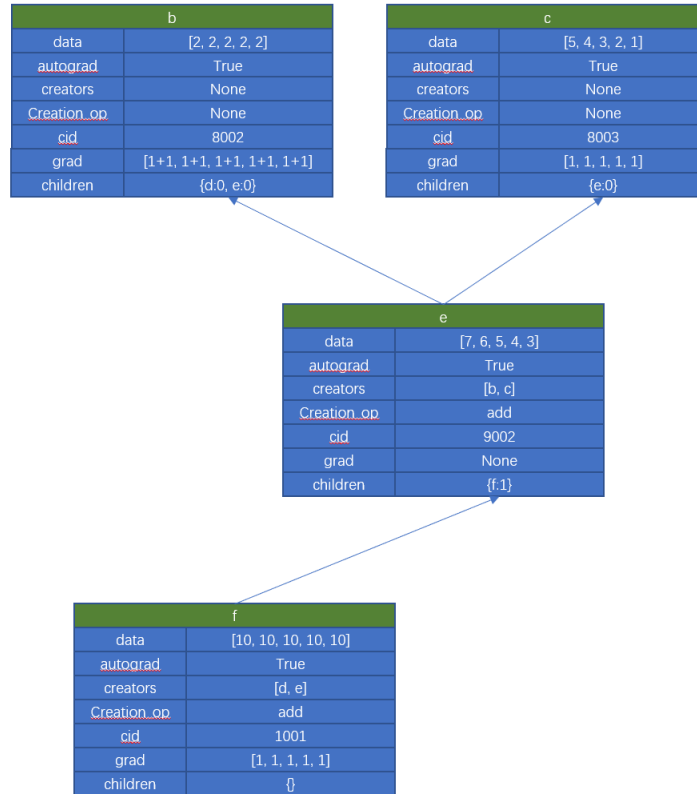 b
data [2, 2, 2, 2, 2]
autograd True
creators None
Creation_op None
cid 8002
grad [1+1, 1+1, 1+1, 1+1, 1+1]
children {d:0, e:0}
c
data [5, 4, 3, 2, 1]
autograd True
creators None
Creation_op None
cid 8003
grad [1, 1, 1, 1, 1]
children {e:0}
e
data [7, 6, 5, 4, 3]
autograd True
creators [b, c]
Creation_op add
cid 9002
grad None
children {f:1}
f
data [10, 10, 10, 10, 10]
autograd True
creators [d, e]
Creation_op add
cid 1001
grad [1, 1, 1, 1, 1]
children {}